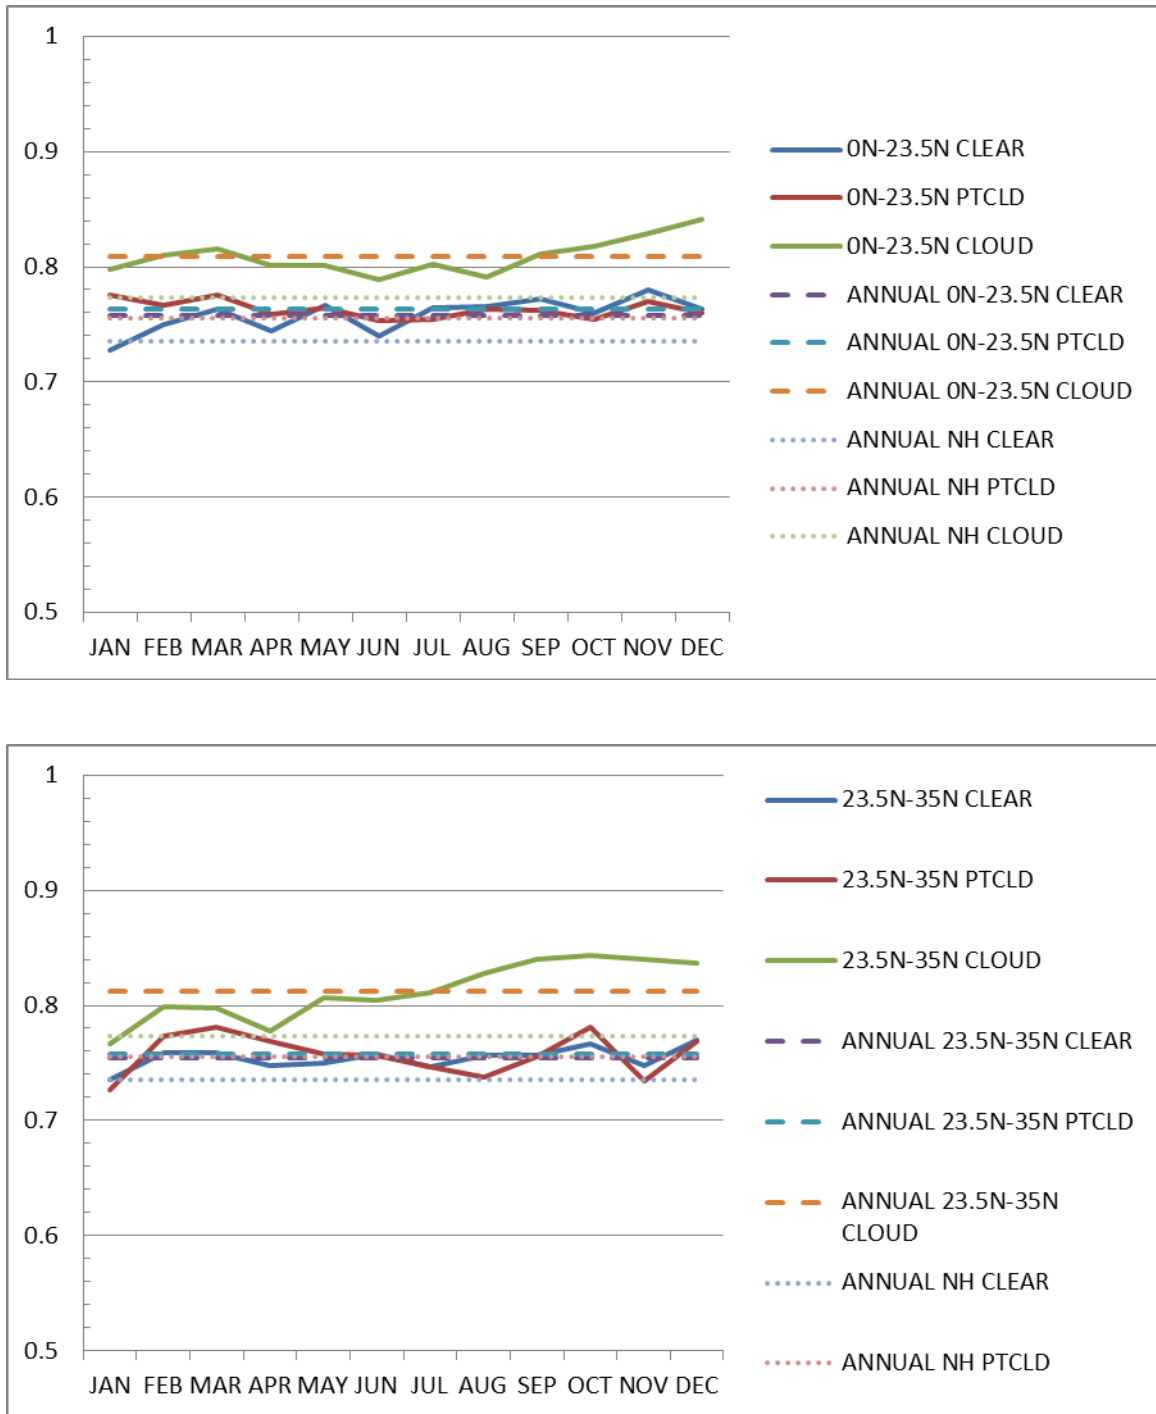 1
0.9
0.8
0.7
0.6
0.5
JAN FEB MAR APR MAY JUN JUL AUG SEP OCT NOV DEC
0N-23.5N CLEAR
0N-23.5N PTCLD
0N-23.5N CLOUD
ANNUAL 0N-23.5N CLEAR
ANNUAL 0N-23.5N PTCLD
ANNUAL 0N-23.5N CLOUD
ANNUAL NH CLEAR
ANNUAL NH PTCLD
ANNUAL NH CLOUD
1
0.9
0.8
0.7
0.6
0.5
JAN FEB MAR APR MAY JUN JUL AUG SEP OCT NOV DEC
23.5N-35N CLEAR
23.5N-35N PTCLD
23.5N-35N CLOUD
ANNUAL 23.5N-35N CLEAR
ANNUAL 23.5N-35N PTCLD
ANNUAL 23.5N-35N
CLOUD
ANNUAL NH CLEAR
ANNUAL NH PTCLD